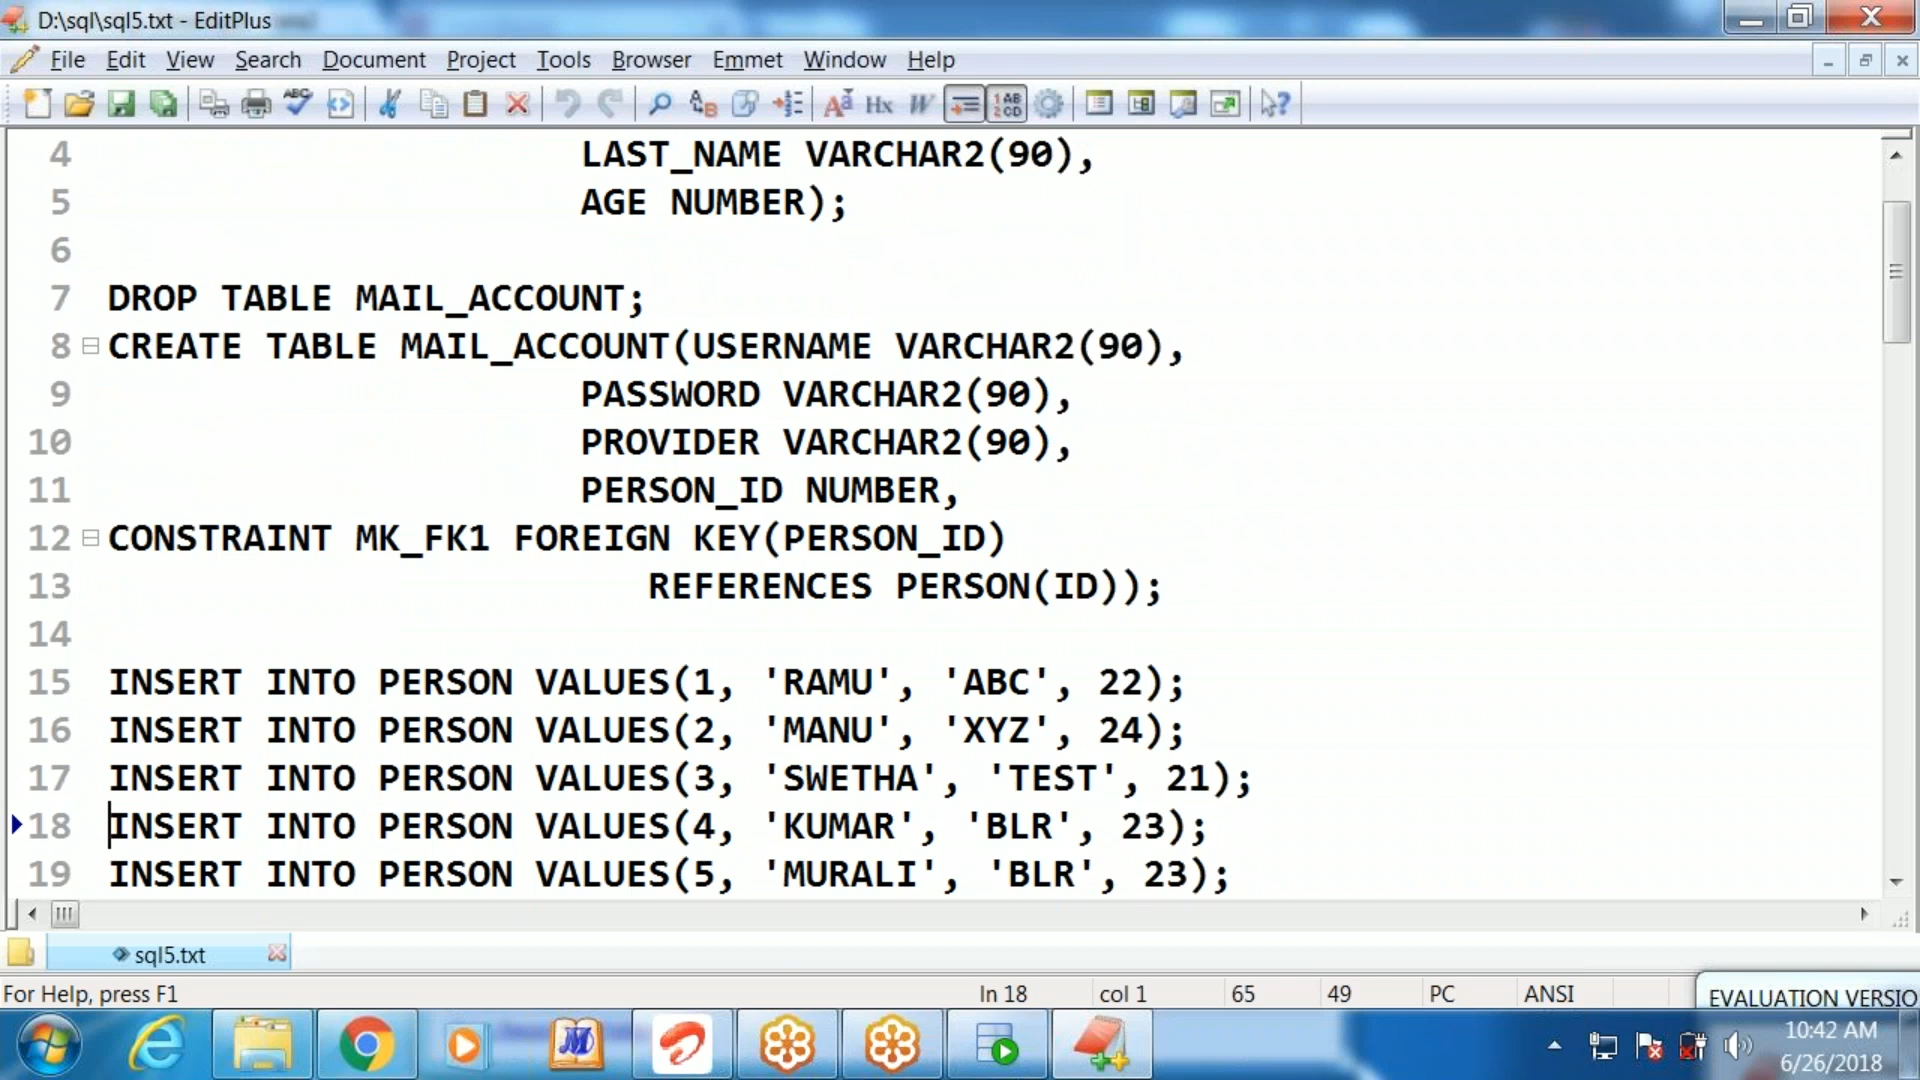 D:\sql\sql5.txt - EditPlus
File Edit View Search Document Project Tools Browser Emmet Window Help
4 LAST_NAME VARCHAR2(90),
5 AGE NUMBER);
6
7 DROP TABLE MAIL_ACCOUNT;
8 CREATE TABLE MAIL_ACCOUNT(USERNAME VARCHAR2(90),
9 PASSWORD VARCHAR2(90),
10 PROVIDER VARCHAR2(90),
11 PERSON_ID NUMBER,
12 CONSTRAINT MK_FK1 FOREIGN KEY(PERSON_ID)
13 REFERENCES PERSON(ID));
14
15 INSERT INTO PERSON VALUES(1, 'RAMU', 'ABC', 22);
16 INSERT INTO PERSON VALUES(2, 'MANU', 'XYZ', 24);
17 INSERT INTO PERSON VALUES(3, 'SWETHA', 'TEST', 21);
18 INSERT INTO PERSON VALUES(4, 'KUMAR', 'BLR', 23);
19 INSERT INTO PERSON VALUES(5, 'MURALI', 'BLR', 23);
sql5.txt
For Help, press F1 ln 18 col 1 65 49 PC ANSI EVALUATION VERSIO
10:42 AM
6/26/2018